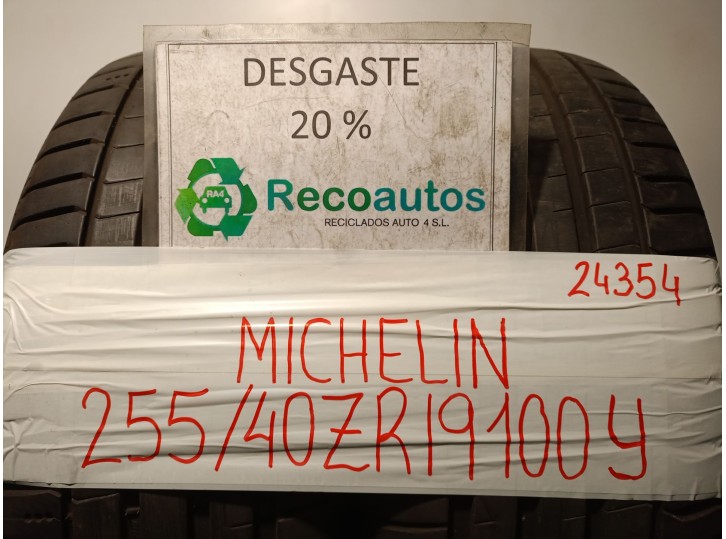 DESGASTE
20 %
RA4
Recoautos
RECICLADOS AUTO 4 S.L.
24354
MICHELIN
255/40ZR19100Y